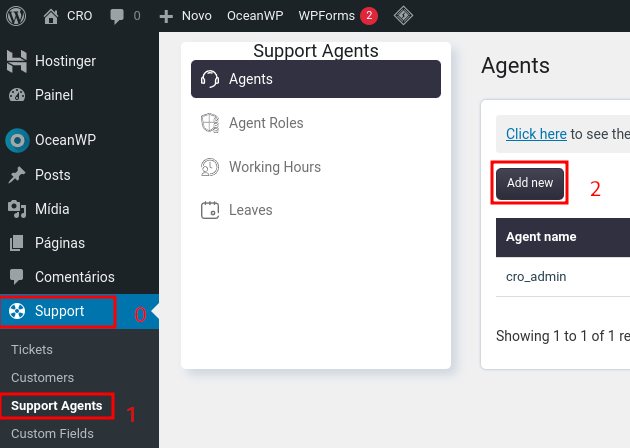 CRO 0 Novo OceanWP WPForms 2
Hostinger
Painel
OceanWP
Posts
Mídia
Páginas
Comentários
Support 0
Tickets
Customers
Support Agents 1
Custom Fields
Support Agents
Agents
Agent Roles
Working Hours
Leaves
Agents
Click here to see the
Add new 2
Agent name
cro_admin
Showing 1 to 1 of 1 re